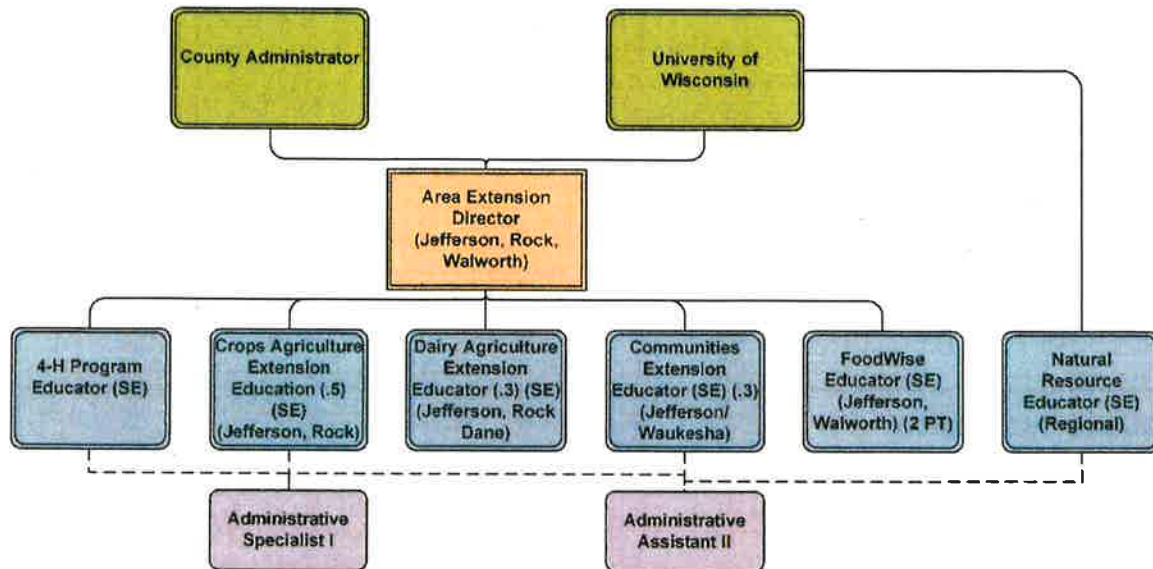 County Administrator
University of
Wisconsin
Area Extension
Director
(Jefferson, Rock,
Walworth)
4-H Program
Educator (SE)
Crops Agriculture
Extension
Education (.5)
(SE)
(Jefferson, Rock)
Dairy Agriculture
Extension
Educator (.3) (SE)
(Jefferson, Rock
Dane)
Communities
Extension
Educator (SE) (.3)
(Jefferson/
Waukesha)
FoodWise
Educator (SE)
(Jefferson,
Walworth) (2 PT)
Natural
Resource
Educator (SE)
(Regional)
Administrative
Specialist I
Administrative
Assistant II